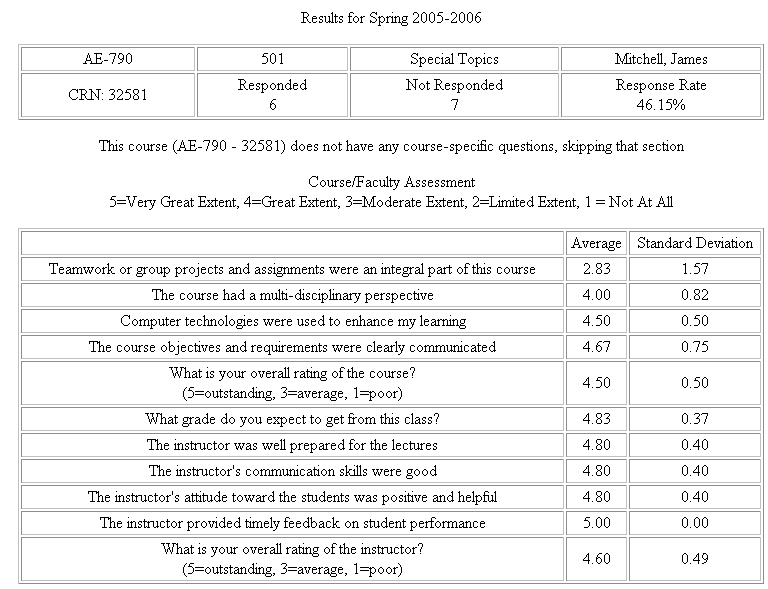 Results for Spring 2005-2006
AE-790 501 Special Topics Mitchell, James
CRN: 32581 Responded 6 Not Responded 7 Response Rate 46.15%
This course (AE-790 - 32581) does not have any course-specific questions, skipping that section
Course/Faculty Assessment
5=Very Great Extent, 4=Great Extent, 3=Moderate Extent, 2=Limited Extent, 1 = Not At All
Average Standard Deviation
Teamwork or group projects and assignments were an integral part of this course 2.83 1.57
The course had a multi-disciplinary perspective 4.00 0.82
Computer technologies were used to enhance my learning 4.50 0.50
The course objectives and requirements were clearly communicated 4.67 0.75
What is your overall rating of the course?
(5=outstanding, 3=average, 1=poor) 4.50 0.50
What grade do you expect to get from this class? 4.83 0.37
The instructor was well prepared for the lectures 4.80 0.40
The instructor's communication skills were good 4.80 0.40
The instructor's attitude toward the students was positive and helpful 4.80 0.40
The instructor provided timely feedback on student performance 5.00 0.00
What is your overall rating of the instructor?
(5=outstanding, 3=average, 1=poor) 4.60 0.49